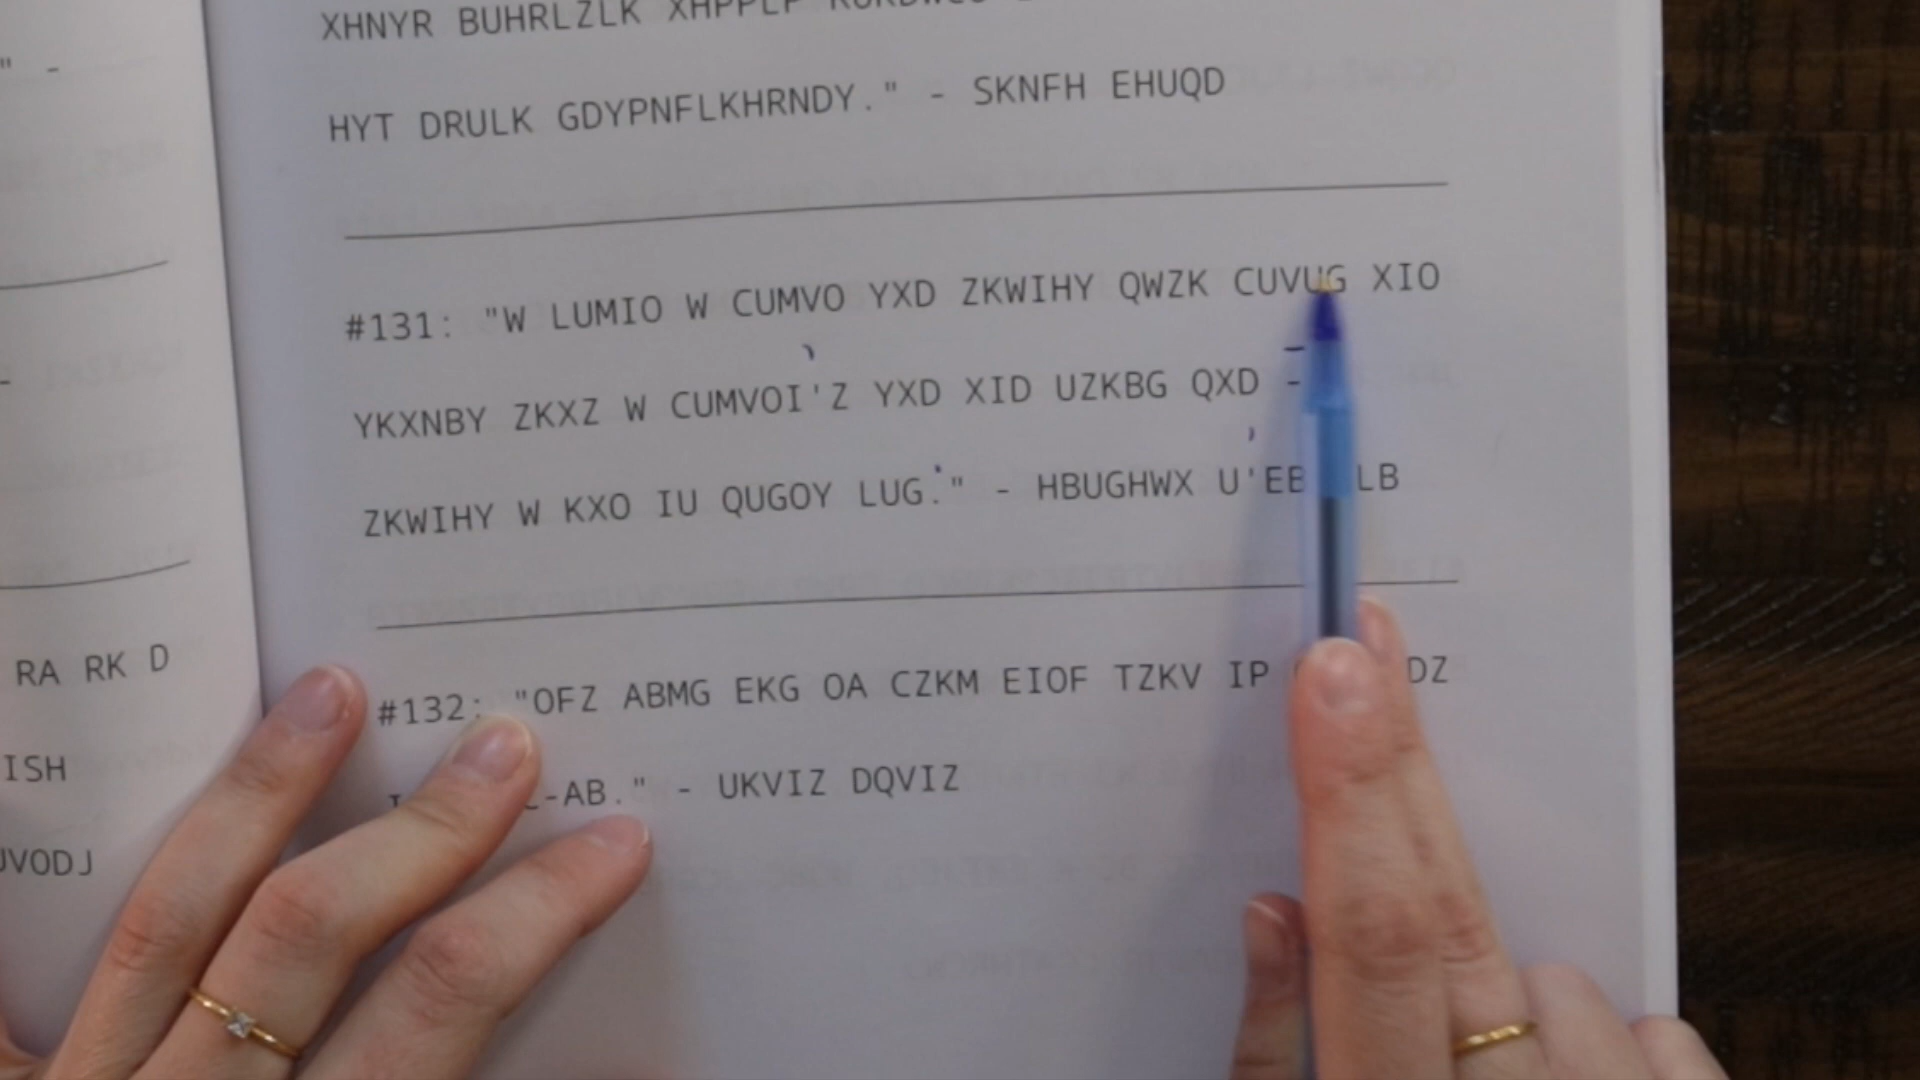 " -
RA RK D
ISH
XHNYR BUHRLZLK XHPPLP
HYT DRULK GDYPNFLKHRNDY." - SKNFH EHUQD
#131: "W LUMIO W CUMVO YXD ZKWIHY QWZK CUVUG XIO
YKXNBY ZKXZ W CUMVOI'Z YXD XID UZKBG QXD -
ZKWIHY W KXO IU QUGOY LUG." - HBUGHWX U'EB LB
#132: "OFZ ABMG EKG OA CZKM EIOF TZKV IP DZ
-AB." - UKVIZ DQVIZ